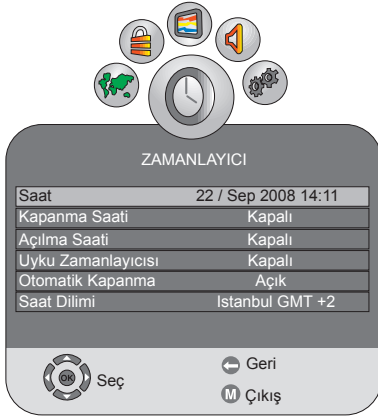 ZAMANLAYICI
Saat 22 / Sep 2008 14:11
Kapanma Saati Kapalı
Açılma Saati Kapalı
Uyku Zamanlayıcısı Kapalı
Otomatik Kapanma Açık
Saat Dilimi Istanbul GMT +2
OK Seç Geri
M Çıkış